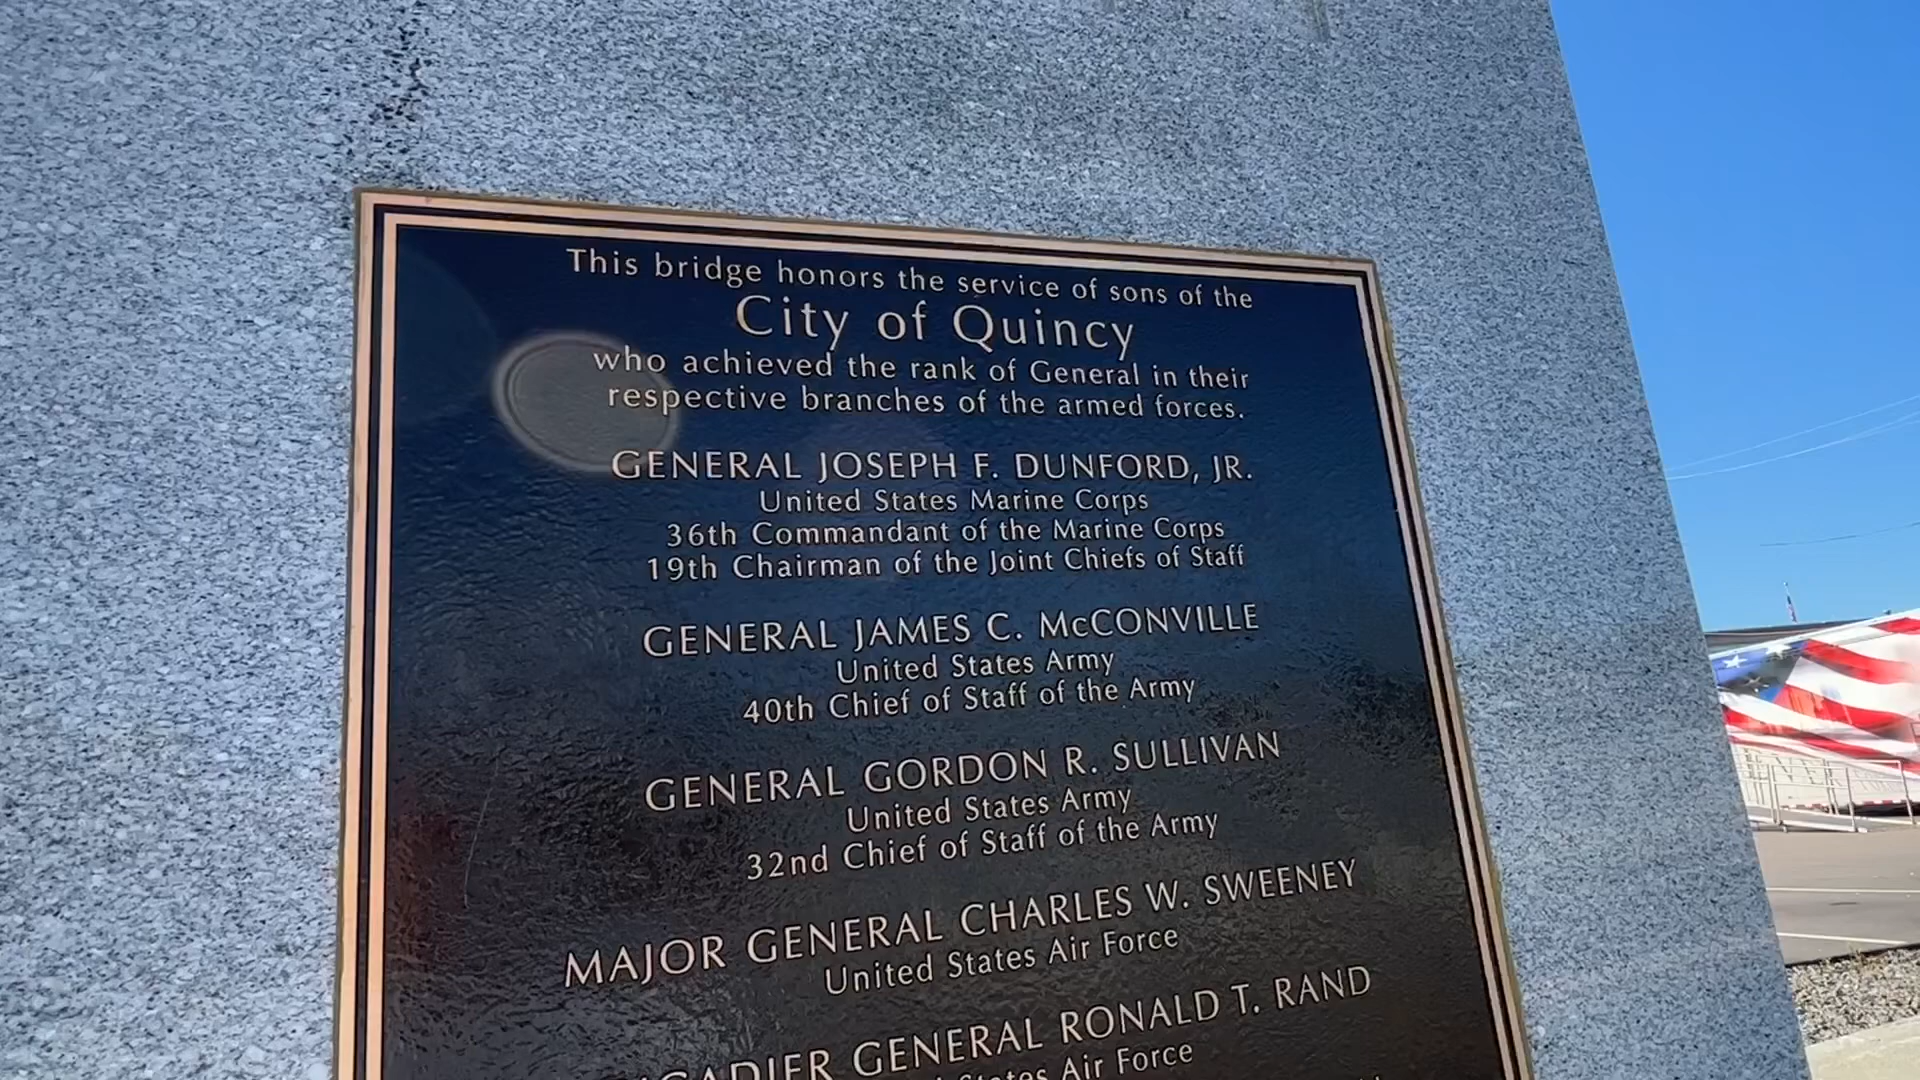 This bridge honors the service of sons of the
City of Quincy
who achieved the rank of General in their
respective branches of the armed forces.
GENERAL JOSEPH F. DUNFORD, JR.
United States Marine Corps
36th Commandant of the Marine Corps
19th Chairman of the Joint Chiefs of Staff
GENERAL JAMES C. McCONVILLE
United States Army
40th Chief of Staff of the Army
GENERAL GORDON R. SULLIVAN
United States Army
32nd Chief of Staff of the Army
MAJOR GENERAL CHARLES W. SWEENEY
United States Air Force
GENERAL RONALD T. RAND
States Air Force